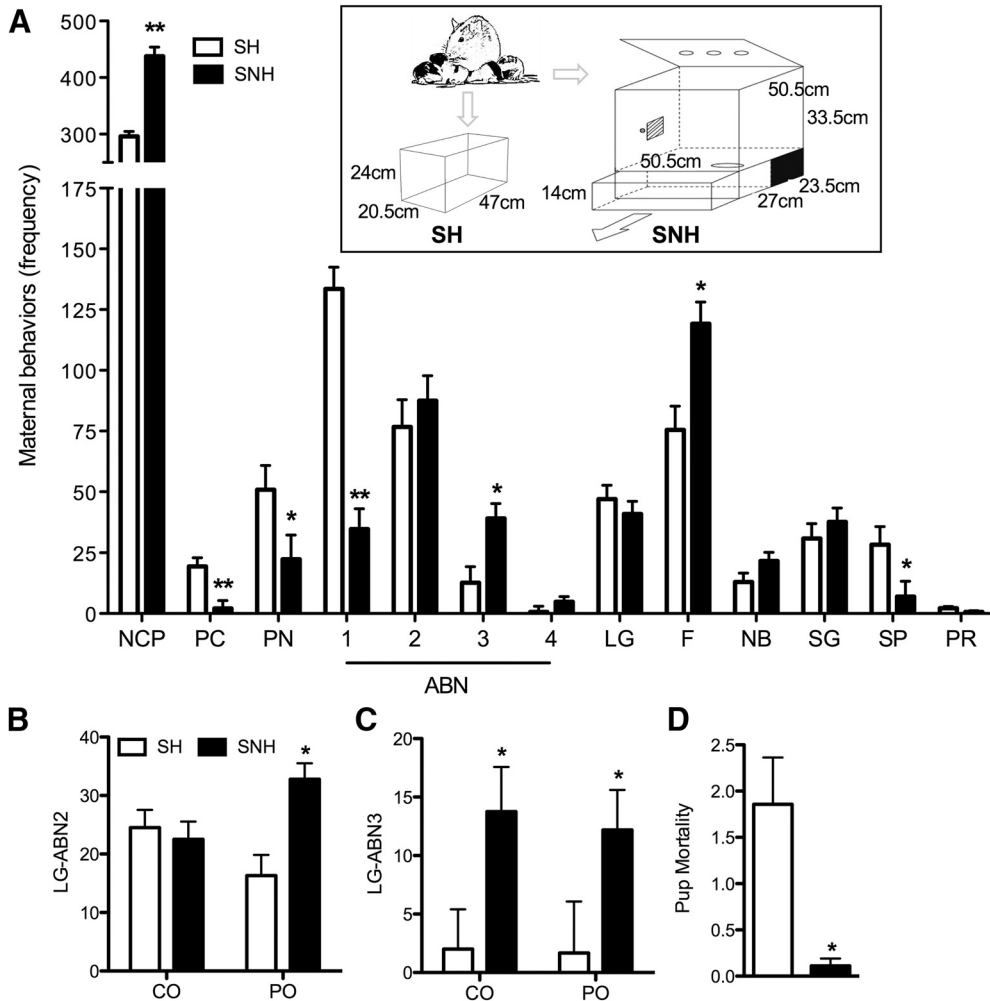 A
Maternal behaviors (frequency)
500
400
300
175
150
125
100
75
50
25
0
SH
SNH
**
**
*
**
*
*
*
24cm
20.5cm
47cm
SH
50.5cm
33.5cm
50.5cm
14cm
23.5cm
27cm
SNH
NCP PC PN 1 2 3 4 LG F NB SG SP PR
ABN
B
LG-ABN2
40
30
20
10
0
SH SNH
*
CO PO
C
LG-ABN3
20
15
10
5
0
*
*
CO PO
D
Pup Mortality
2.5
2.0
1.5
1.0
0.5
0.0
*